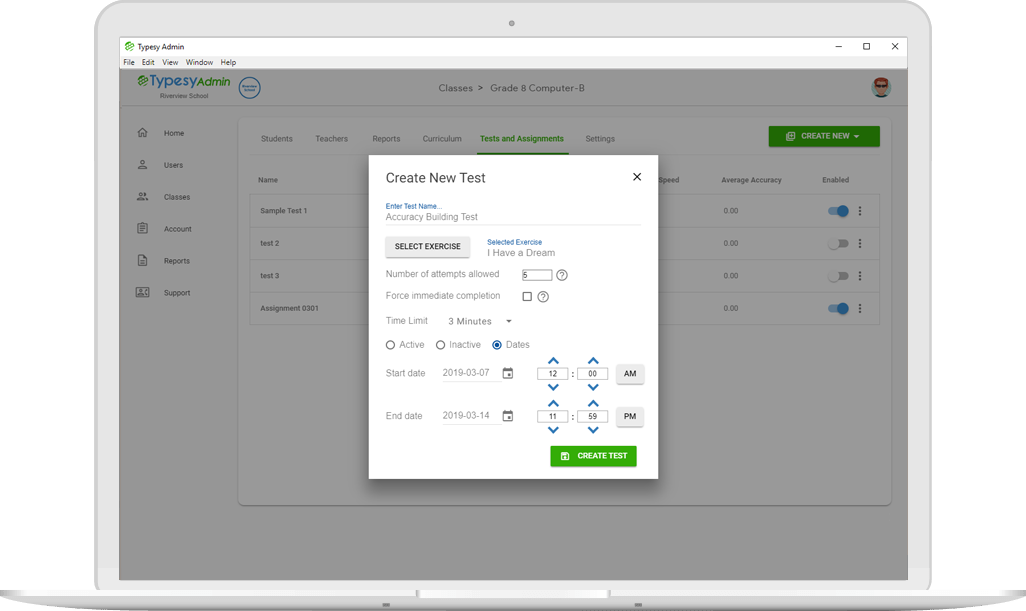 Typesy Admin
File Edit View Window Help
TypesyAdmin
Riverview School
Riverview School
Classes > Grade 8 Computer-B
Home
Users
Classes
Account
Reports
Support
Students Teachers Reports Curriculum Tests and Assignments Settings
CREATE NEW
Name Speed Average Accuracy Enabled
Sample Test 1 0.00
test 2 0.00
test 3 0.00
Assignment 0301 0.00
Create New Test
Enter Test Name...
Accuracy Building Test
SELECT EXERCISE
Selected Exercise
I Have a Dream
Number of attempts allowed 5 ?
Force immediate completion ?
Time Limit 3 Minutes
Active Inactive Dates
Start date 2019-03-07 12 : 00 AM
End date 2019-03-14 11 : 59 PM
CREATE TEST